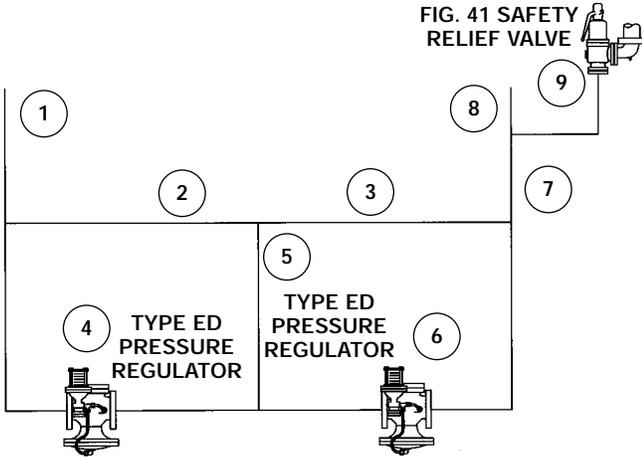 FIG. 41 SAFETY
RELIEF VALVE
9
1
8
2
3
7
5
4
TYPE ED
PRESSURE
REGULATOR
TYPE ED
PRESSURE
REGULATOR
6